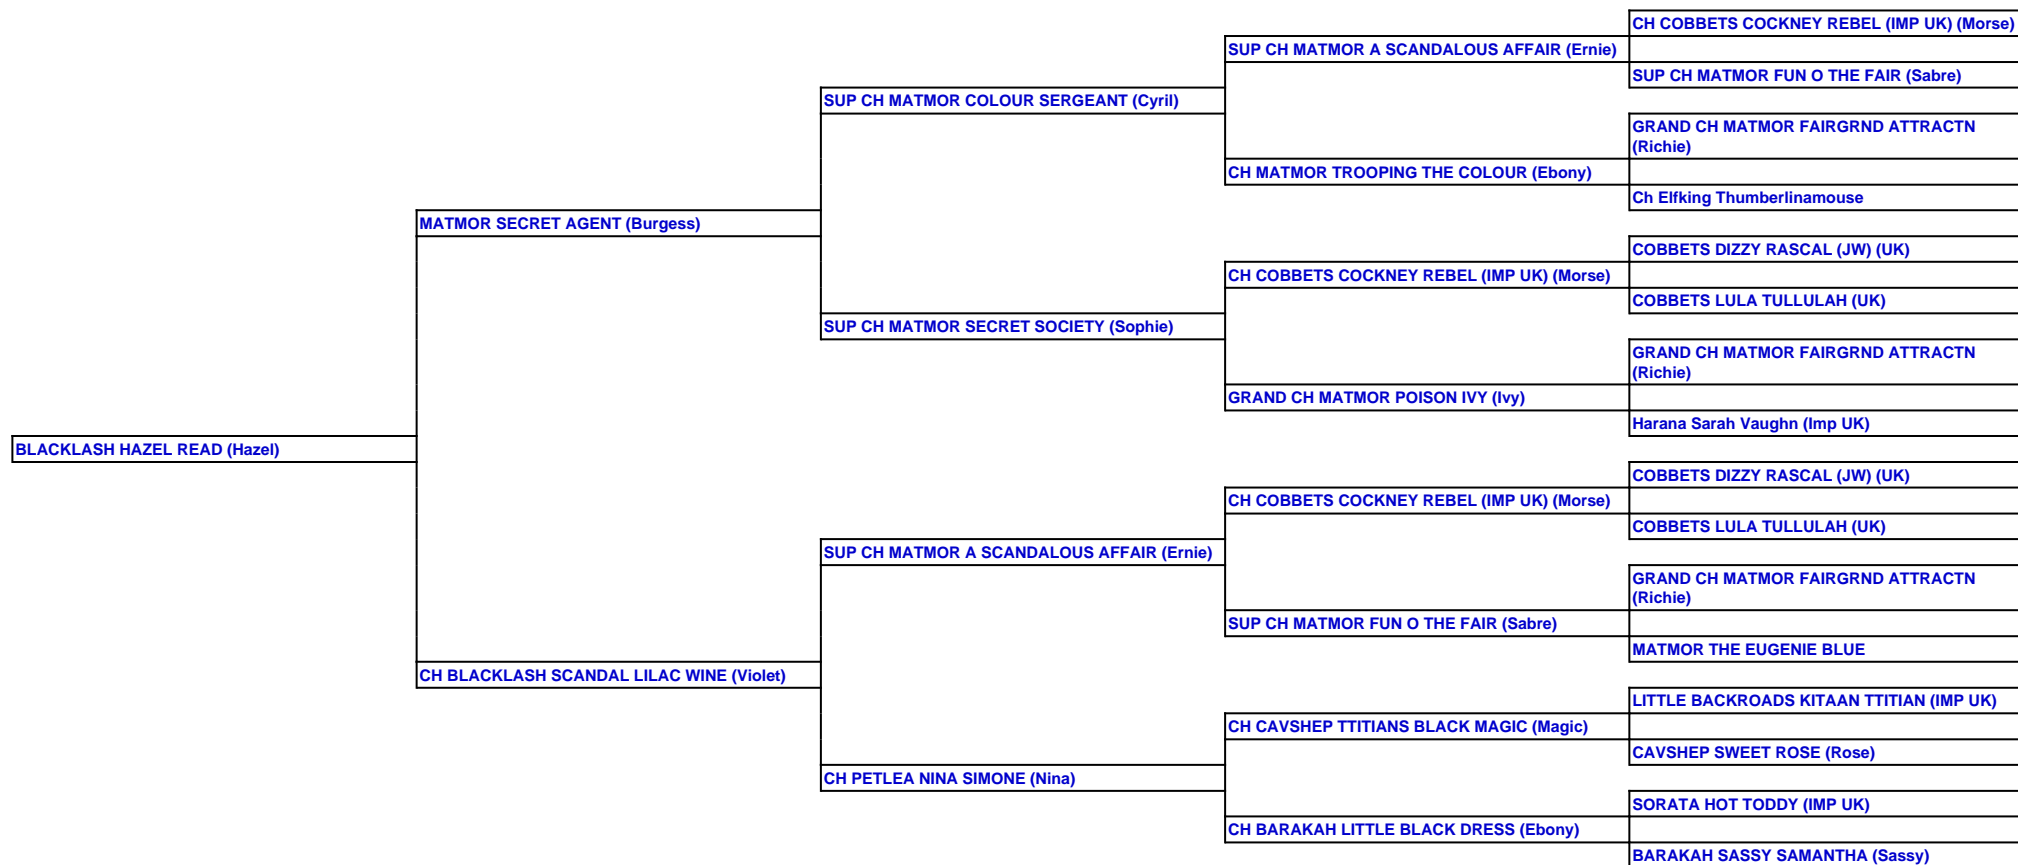 CH COBBETS COCKNEY REBEL (IMP UK) (Morse)
SUP CH MATMOR A SCANDALOUS AFFAIR (Ernie)
SUP CH MATMOR FUN O THE FAIR (Sabre)
SUP CH MATMOR COLOUR SERGEANT (Cyril)
GRAND CH MATMOR FAIRGRND ATTRACTN
(Richie)
CH MATMOR TROOPING THE COLOUR (Ebony)
Ch Elfking Thumberlinamouse
MATMOR SECRET AGENT (Burgess)
COBBETS DIZZY RASCAL (JW) (UK)
CH COBBETS COCKNEY REBEL (IMP UK) (Morse)
COBBETS LULA TULLULAH (UK)
SUP CH MATMOR SECRET SOCIETY (Sophie)
GRAND CH MATMOR FAIRGRND ATTRACTN
(Richie)
GRAND CH MATMOR POISON IVY (Ivy)
Harana Sarah Vaughn (Imp UK)
BLACKLASH HAZEL READ (Hazel)
COBBETS DIZZY RASCAL (JW) (UK)
CH COBBETS COCKNEY REBEL (IMP UK) (Morse)
COBBETS LULA TULLULAH (UK)
SUP CH MATMOR A SCANDALOUS AFFAIR (Ernie)
GRAND CH MATMOR FAIRGRND ATTRACTN
(Richie)
SUP CH MATMOR FUN O THE FAIR (Sabre)
MATMOR THE EUGENIE BLUE
CH BLACKLASH SCANDAL LILAC WINE (Violet)
LITTLE BACKROADS KITAAN TTITIAN (IMP UK)
CH CAVSHEP TTITIANS BLACK MAGIC (Magic)
CAVSHEP SWEET ROSE (Rose)
CH PETLEA NINA SIMONE (Nina)
SORATA HOT TODDY (IMP UK)
CH BARAKAH LITTLE BLACK DRESS (Ebony)
BARAKAH SASSY SAMANTHA (Sassy)